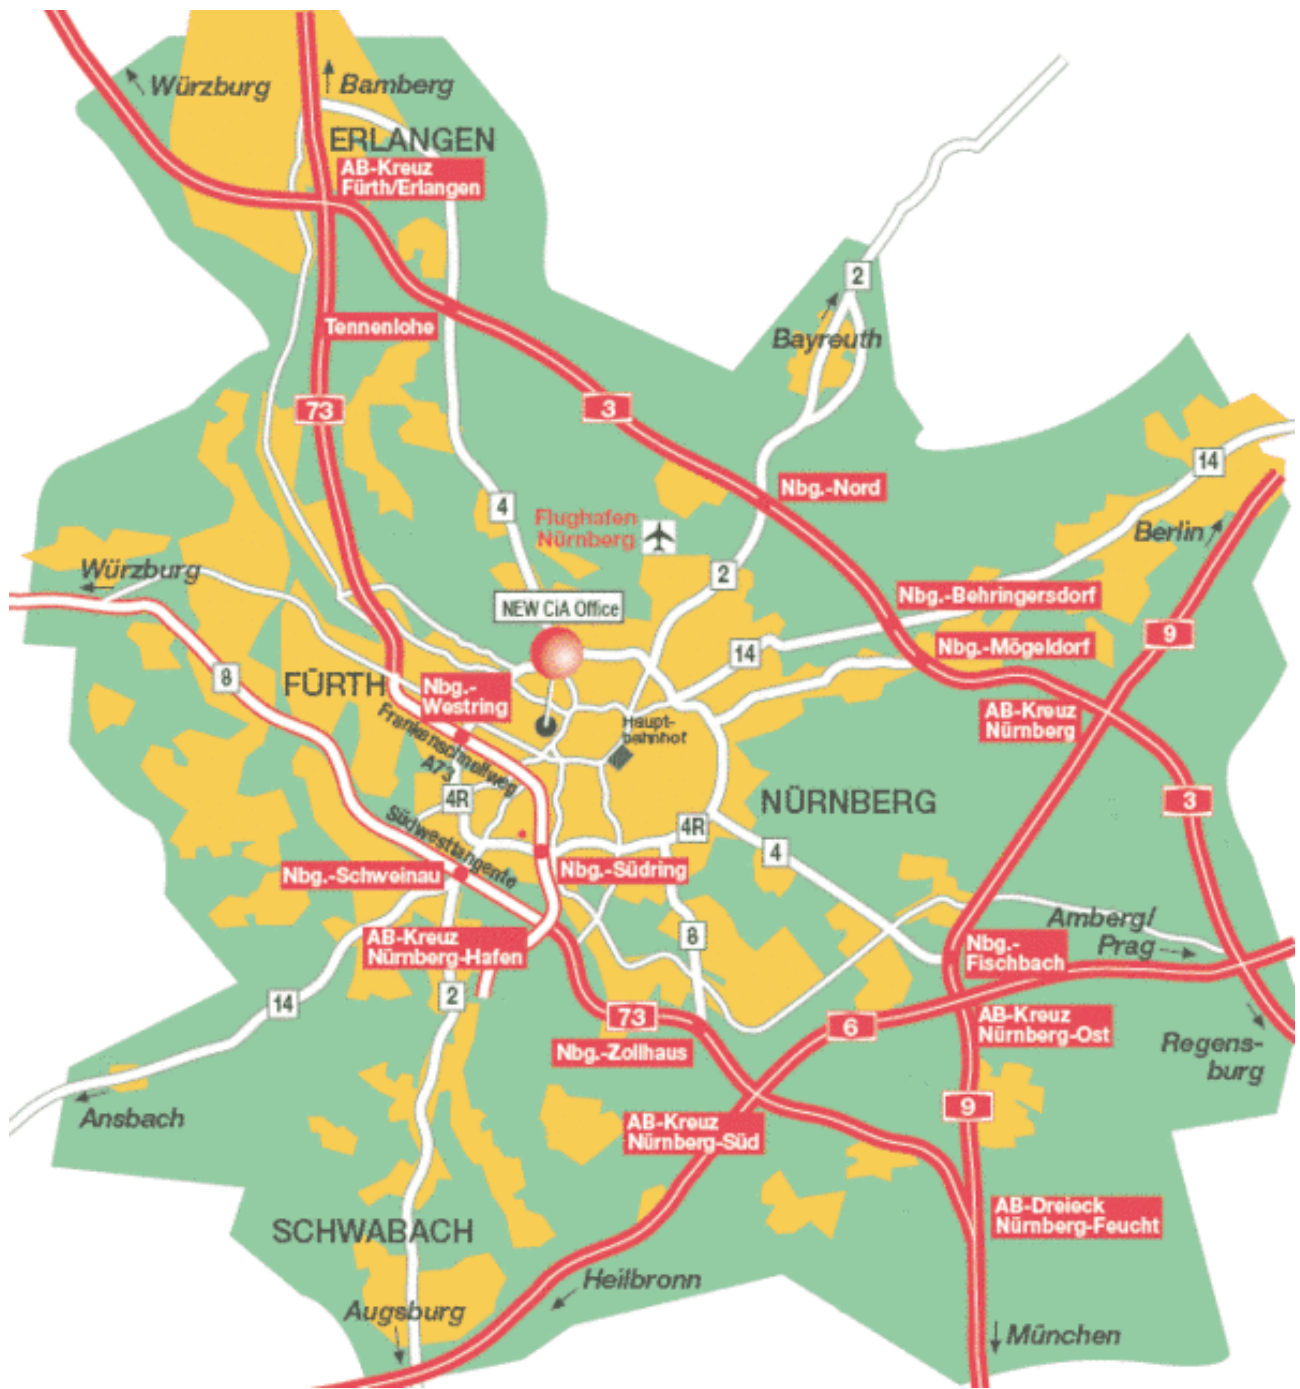 Würzburg
Bamberg
ERLANGEN
AB-Kreuz
Fürth/Erlangen
2
Tennenlohe
Bayreuth
73
3
14
Nbg.-Nord
4
Flughafen
Nürnberg
Berlin
Würzburg
2
Nbg.-Behringersdorf
NEW CiA Office
9
Nbg.-Mögeldorf
14
8
FÜRTH
Nbg.-
Westring
AB-Kreuz
Nürnberg
Haupt-
bahnhof
Frankenschnellweg
A73
4R
NÜRNBERG
3
Südwesttangente
4R
4
Nbg.-Schweinau
Nbg.-Südring
AB-Kreuz
Nürnberg-Hafen
8
Amberg/
Prag
Nbg.-
Fischbach
14
2
73
6
AB-Kreuz
Nürnberg-Ost
Nbg.-Zollhaus
Regens-
burg
Ansbach
9
AB-Kreuz
Nürnberg-Süd
SCHWABACH
AB-Dreieck
Nürnberg-Feucht
Heilbronn
Augsburg
München